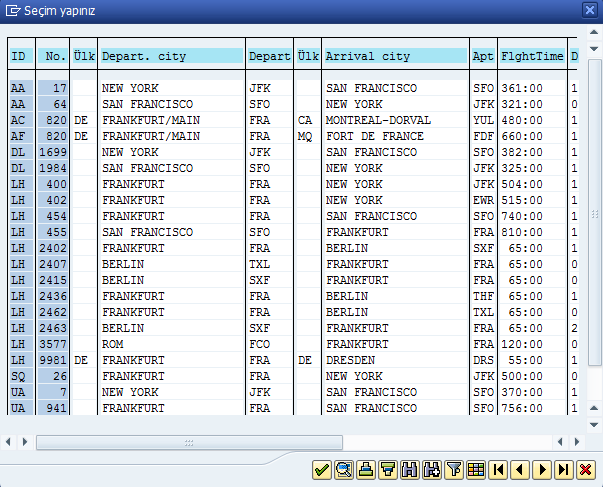 Seçim yapınız
ID No. Ülk Depart. city Depart Ülk Arrival city Apt FlghtTime D
AA 17 NEW YORK JFK SAN FRANCISCO SFO 361:00 1
AA 64 SAN FRANCISCO SFO NEW YORK JFK 321:00 0
AC 820 DE FRANKFURT/MAIN FRA CA MONTREAL-DORVAL YUL 480:00 1
AF 820 DE FRANKFURT/MAIN FRA MQ FORT DE FRANCE FDF 660:00 1
DL 1699 NEW YORK JFK SAN FRANCISCO SFO 382:00 1
DL 1984 SAN FRANCISCO SFO NEW YORK JFK 325:00 1
LH 400 FRANKFURT FRA NEW YORK JFK 504:00 1
LH 402 FRANKFURT FRA NEW YORK EWR 515:00 1
LH 454 FRANKFURT FRA SAN FRANCISCO SFO 740:00 1
LH 455 SAN FRANCISCO SFO FRANKFURT FRA 810:00 1
LH 2402 FRANKFURT FRA BERLIN SXF 65:00 1
LH 2407 BERLIN TXL FRANKFURT FRA 65:00 0
LH 2415 BERLIN SXF FRANKFURT FRA 65:00 0
LH 2436 FRANKFURT FRA BERLIN THF 65:00 1
LH 2462 FRANKFURT FRA BERLIN TXL 65:00 0
LH 2463 BERLIN SXF FRANKFURT FRA 65:00 2
LH 3577 ROM FCO FRANKFURT FRA 120:00 0
LH 9981 DE FRANKFURT FRA DE DRESDEN DRS 55:00 1
SQ 26 FRANKFURT FRA NEW YORK JFK 500:00 0
UA 7 NEW YORK JFK SAN FRANCISCO SFO 370:00 1
UA 941 FRANKFURT FRA SAN FRANCISCO SFO 756:00 1